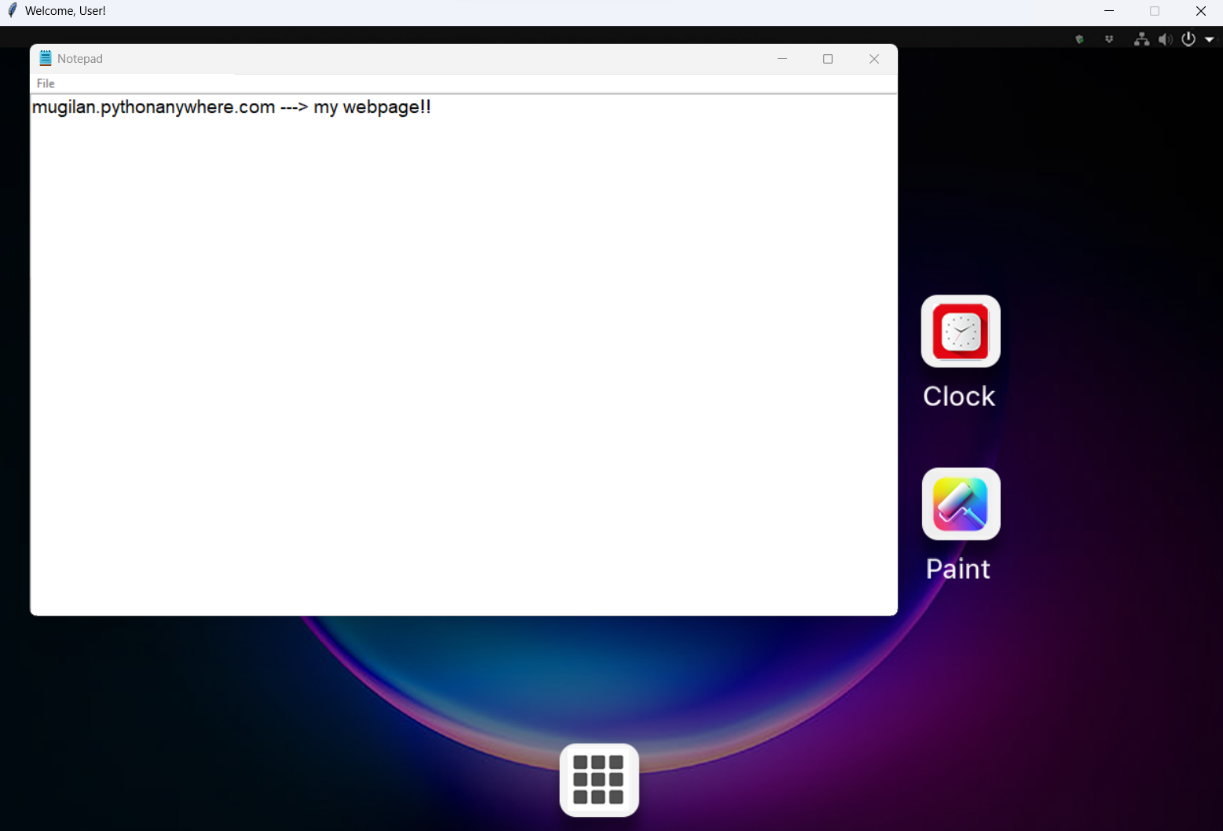 Welcome, User!
Notepad
File
mugilan.pythonanywhere.com ---> my webpage!!
Clock
Paint